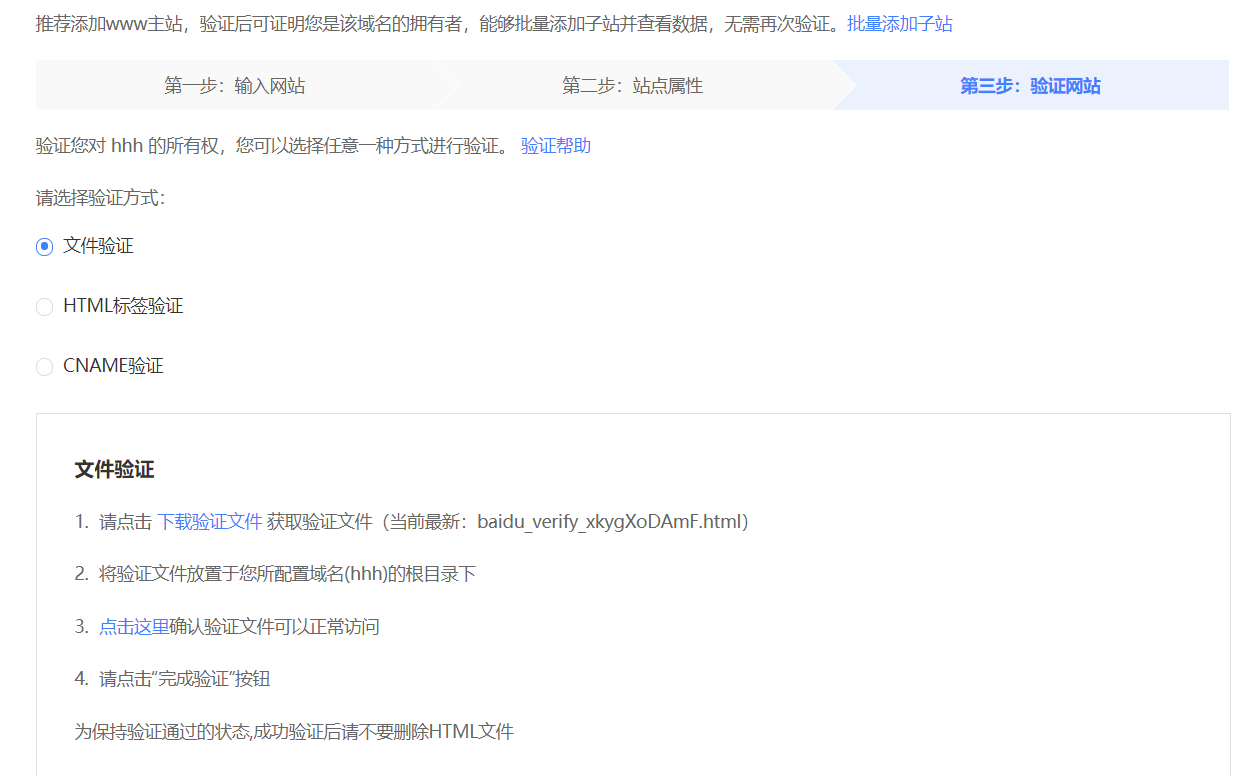 推荐添加www主站，验证后可证明您是该域名的拥有者，能够批量添加子站并查看数据，无需再次验证。批量添加子站
第一步：输入网站 第二步：站点属性 第三步：验证网站
验证您对 hhh 的所有权，您可以选择任意一种方式进行验证。 验证帮助
请选择验证方式：
文件验证
HTML标签验证
CNAME验证
文件验证
1. 请点击 下载验证文件 获取验证文件（当前最新：baidu_verify_xkygXoDAmF.html）
2. 将验证文件放置于您所配置域名(hhh)的根目录下
3. 点击这里确认验证文件可以正常访问
4. 请点击“完成验证”按钮
为保持验证通过的状态,成功验证后请不要删除HTML文件